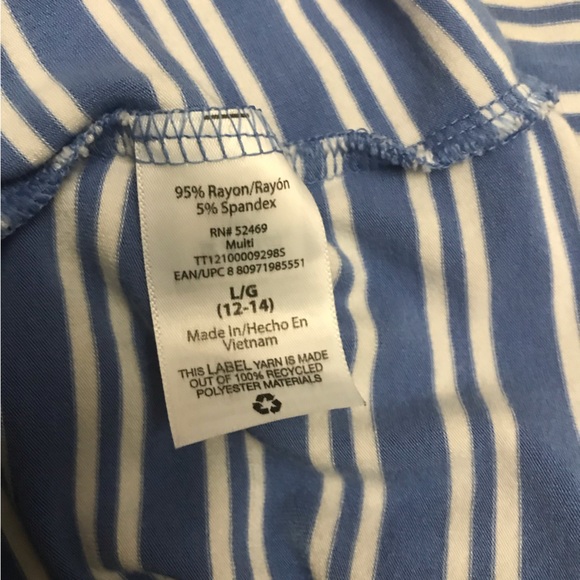 95% Rayon/Rayón
5% Spandex
RN# 52469
Multi
TT12100009298S
EAN/UPC 8 80971985551
L/G
(12-14)
Made In/Hecho En
Vietnam
THIS LABEL YARN IS MADE
OUT OF 100% RECYCLED
POLYESTER MATERIALS